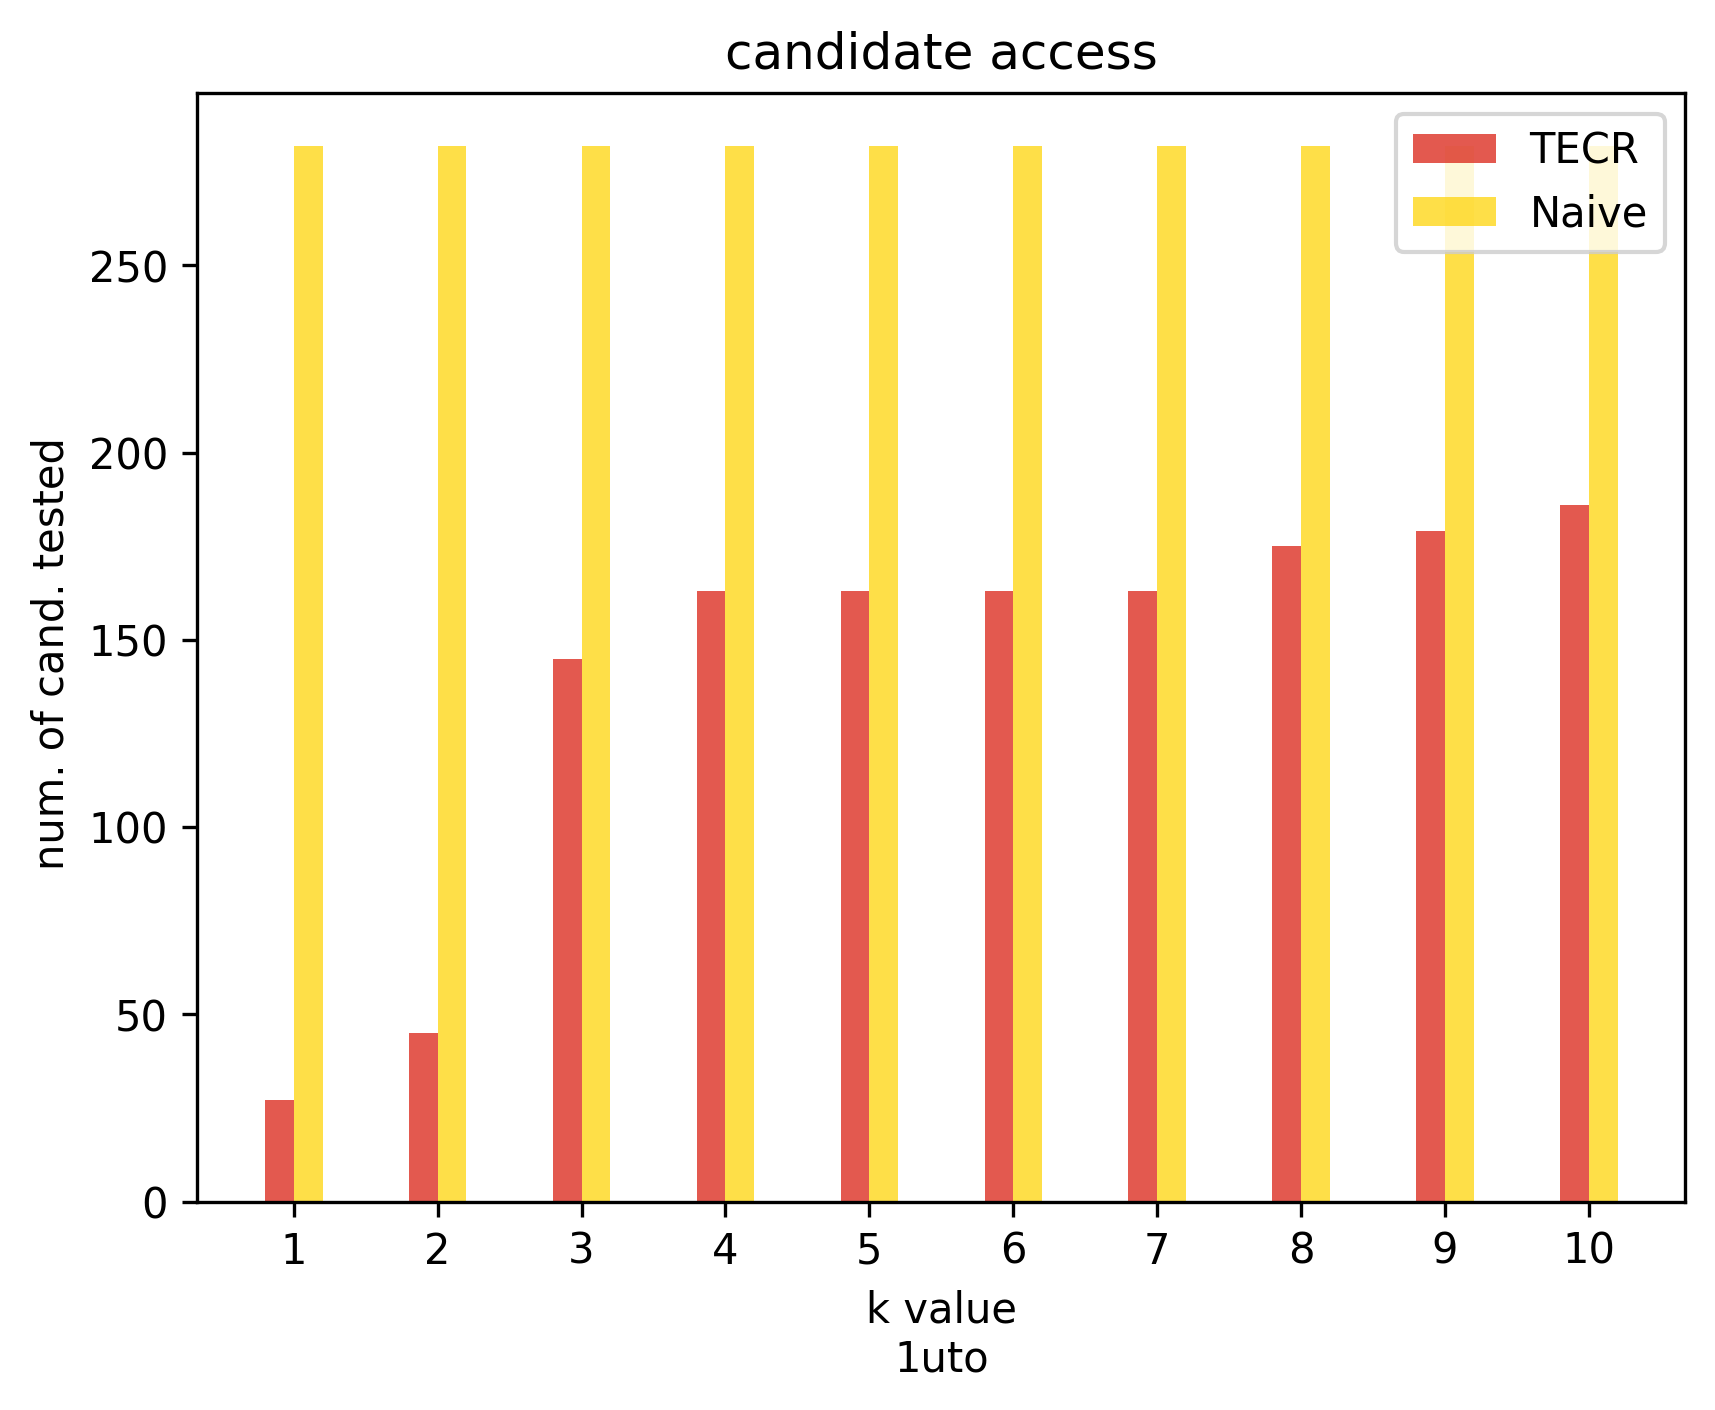 candidate access
TECR
Naive
num. of cand. tested
250
200
150
100
50
0
1 2 3 4 5 6 7 8 9 10
k value
1uto